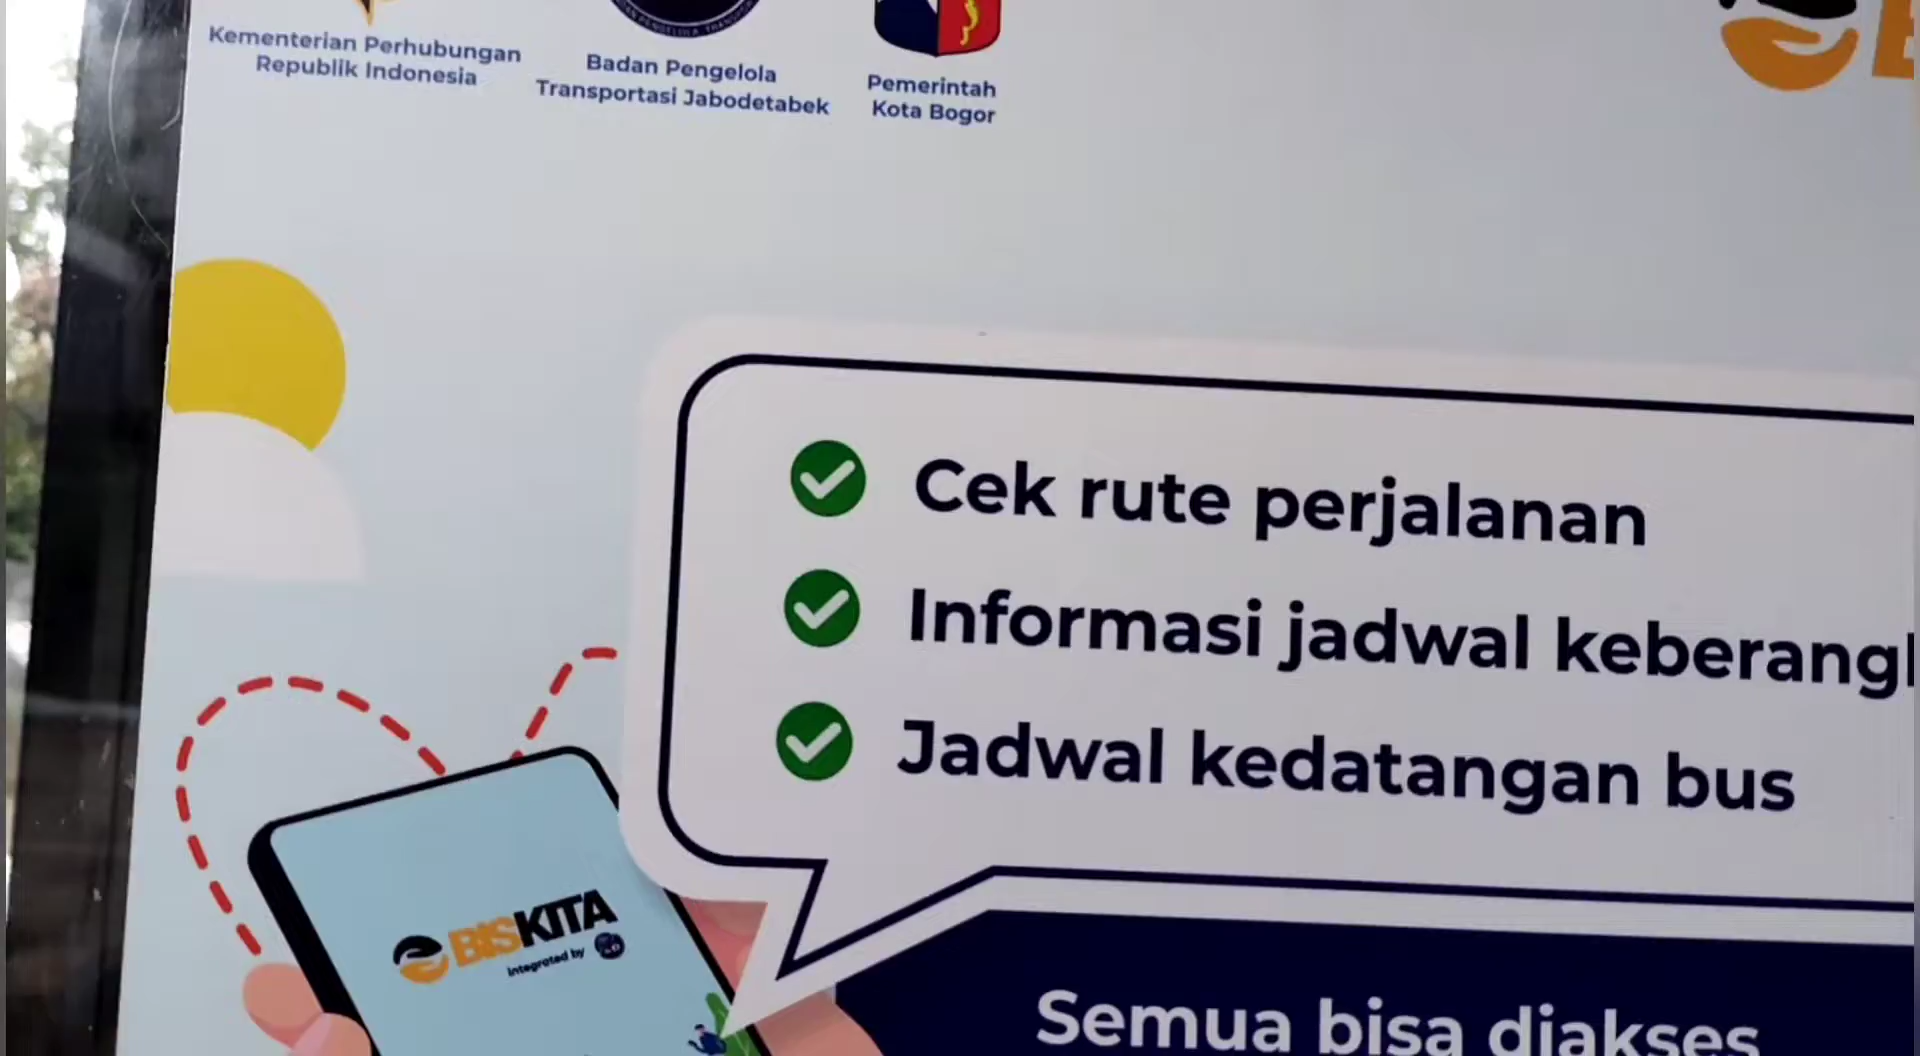 Kementerian Perhubungan
Republik Indonesia
Badan Pengelola
Transportasi Jabodetabek
Pemerintah
Kota Bogor
Cek rute perjalanan
Informasi jadwal
Jadwal kedatangan bus
BISKITA
integrated by
Semua bisa diakses